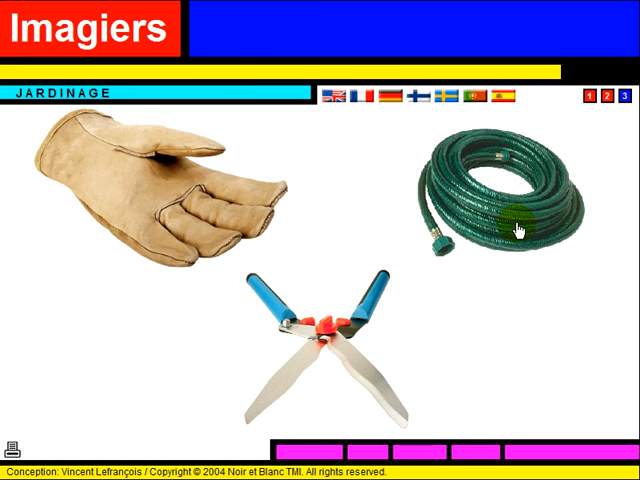 Imagiers
JARDINAGE
1 2 3
Conception: Vincent Lefrançois / Copyright © 2004 Noir et Blanc TMI. All rights reserved.